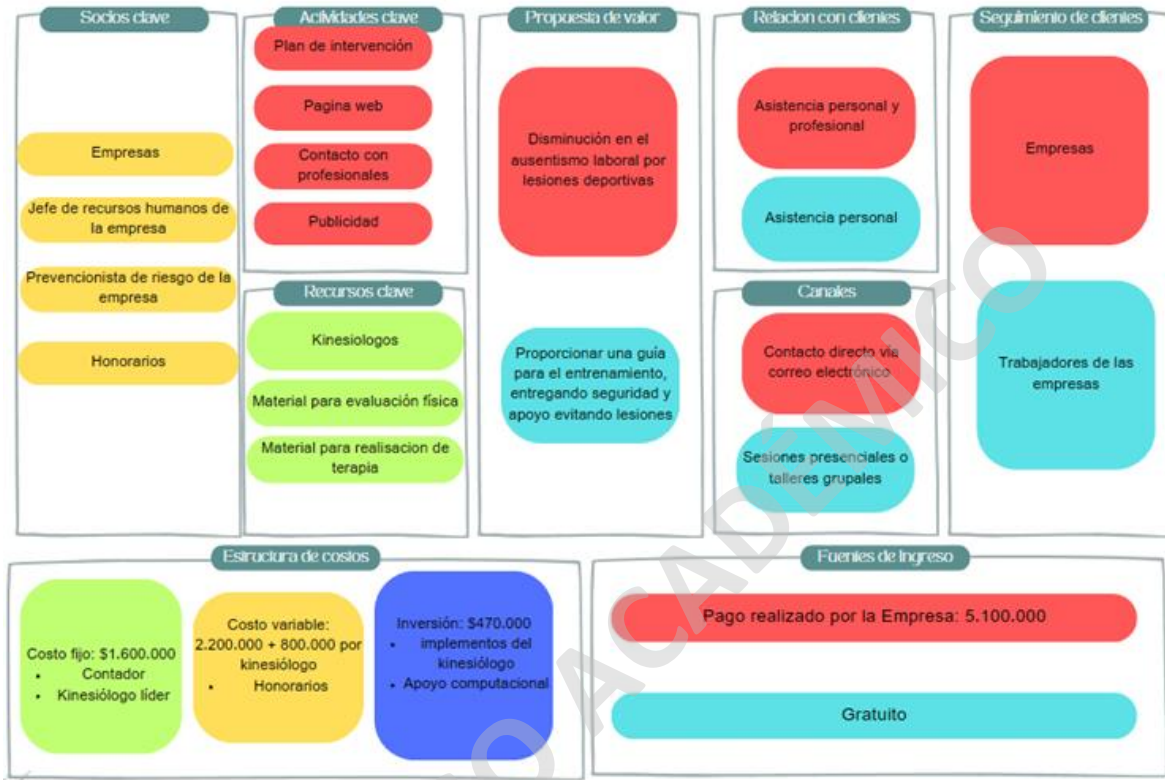 Socios clave
Empresas
Jefe de recursos humanos de
la empresa
Prevencionista de riesgo de la
empresa
Honorarios
Actividades clave
Plan de intervención
Pagina web
Contacto con
profesionales
Publicidad
Recursos clave
Kinesiologos
Material para evaluación física
Material para realisacion de
terapia
Propuesta de valor
Disminución en el
ausentismo laboral por
lesiones deportivas
Proporcionar una guía
para el entrenamiento,
entregando seguridad y
apoyo evitando lesiones
Relacion con clientes
Asistencia personal y
profesional
Asistencia personal
Canales
Contacto directo vía
correo electrónico
Sesiones presenciales o
talleres grupales
Seguimiento de clientes
Empresas
Trabajadores de las
empresas
Estructura de costos
Costo fijo: $1.600.000
• Contador
• Kinesiólogo líder
Costo variable:
2.200.000 + 800.000 por
kinesiólogo
• Honorarios
Inversión: $470.000
• implementos del
kinesiólogo
• Apoyo computacional
Fuentes de Ingreso
Pago realizado por la Empresa: 5.100.000
Gratuito
O ACADÉMICO